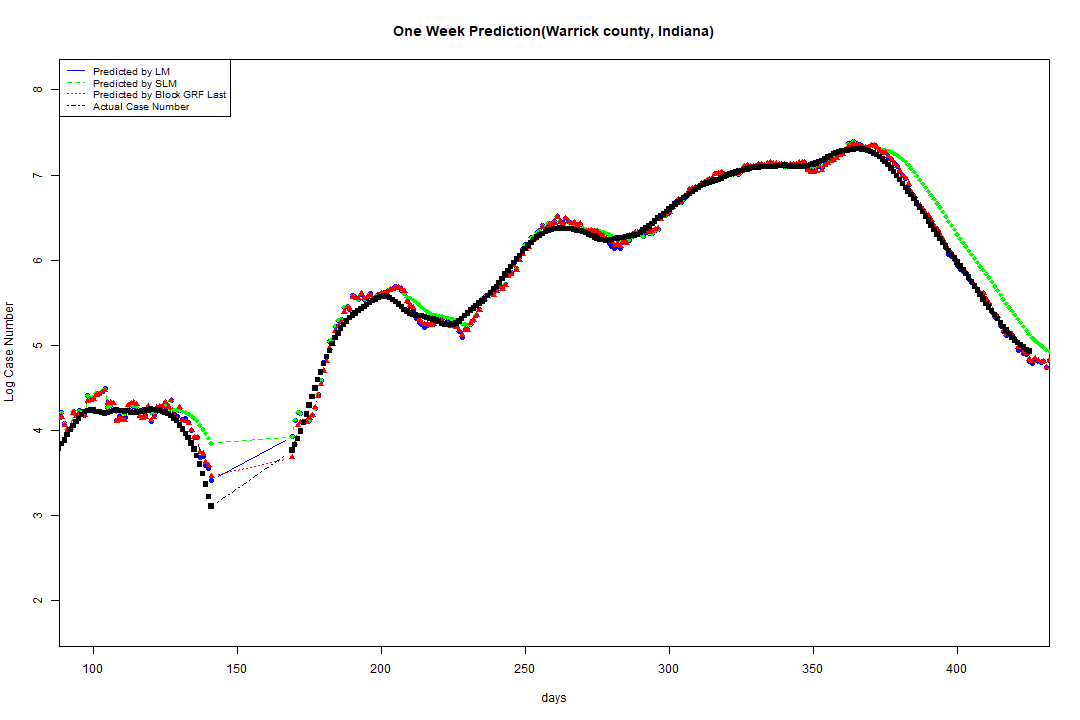 One Week Prediction(Warrick county, Indiana)
Predicted by LM
Predicted by SLM
Predicted by Block GRF Last
Actual Case Number
8
7
6
5
4
3
2
Log Case Number
100 150 200 250 300 350 400
days